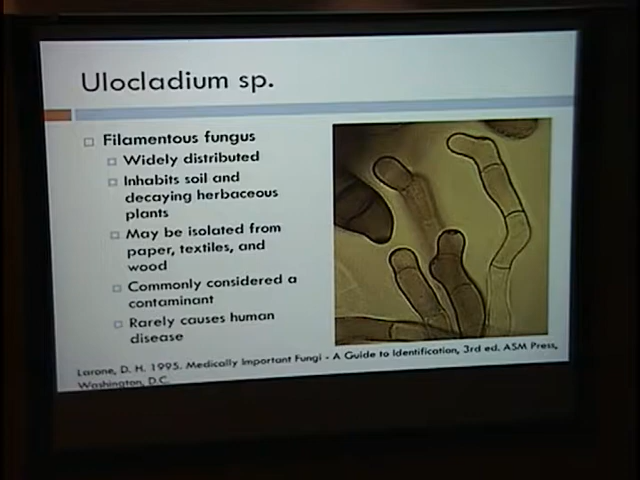 Ulocladium sp.
Filamentous fungus
Widely distributed
Inhabits soil and
decaying herbaceous
plants
May be isolated from
paper, textiles, and
wood
Commonly considered a
contaminant
Rarely causes human
disease
Larone, D. H. 1995. Medically Important Fungi - A Guide to Identification, 3rd ed. ASM Press,
Washington, D.C.